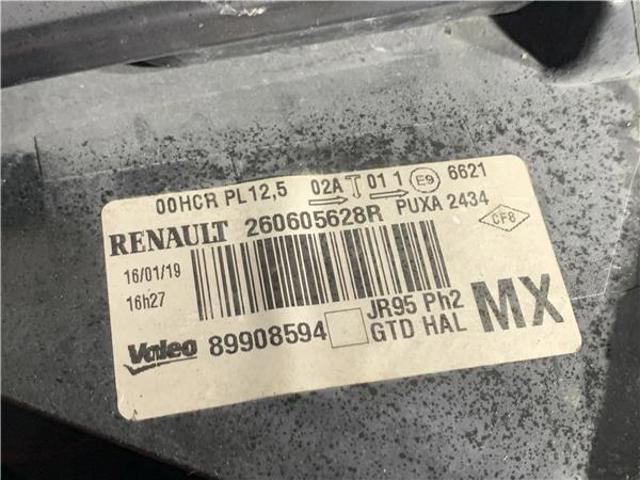 00HCR PL12,5 02A T 01 1 E9 6621
RENAULT 260605628R PUXA 2434
CF8
16/01/19
16h27
JR95 Ph2 MX
Valeo 89908594 GTD HAL